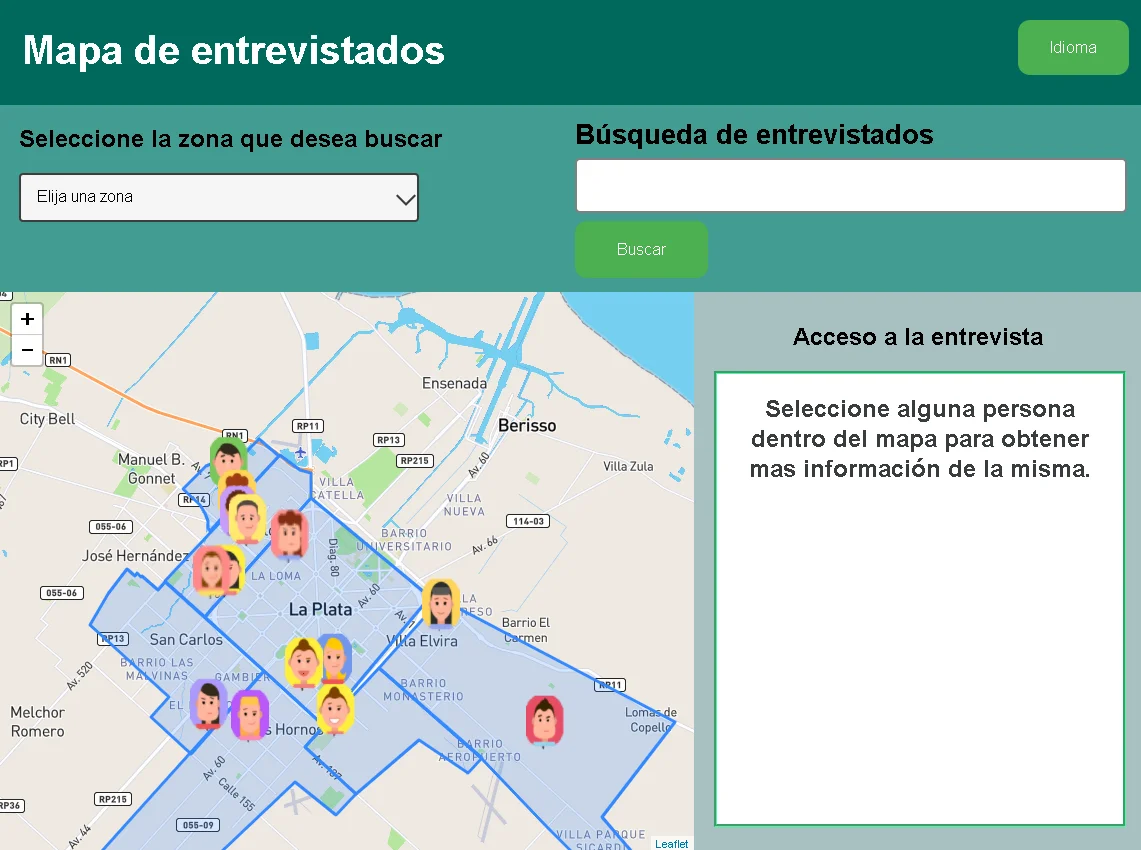 Mapa de entrevistados
Idioma
Seleccione la zona que desea buscar
Elija una zona
Búsqueda de entrevistados
Buscar
+
−
RN1
City Bell
RP1
Ensenada
Berisso
RP11
RN1
RP13
RP215
Av. 60
Villa Zula
Manuel B.
Gonnet
VILLA
CATELLA
VILLA
NUEVA
055-06
114-03
BARRIO
UNIVERSITARIO
Av. 66
José Hernández
Diag. 80
LA LOMA
055-06
La Plata
Av. 60
Av. 7
Barrio El
Carmen
RP13
San Carlos
Villa Elvira
BARRIO LAS
MALVINAS
GAMBIER
Av. 520
BARRIO
MONASTERIO
RP11
Melchor
Romero
EL
s Hornos
Lomas de
Copello
BARRIO
AEROPUERTO
Av. 60
Av. 137
Calle 155
RP36
RP215
055-09
Av. 44
VILLA PARQUE
SICARDI
Leaflet
Acceso a la entrevista
Seleccione alguna persona
dentro del mapa para obtener
mas información de la misma.